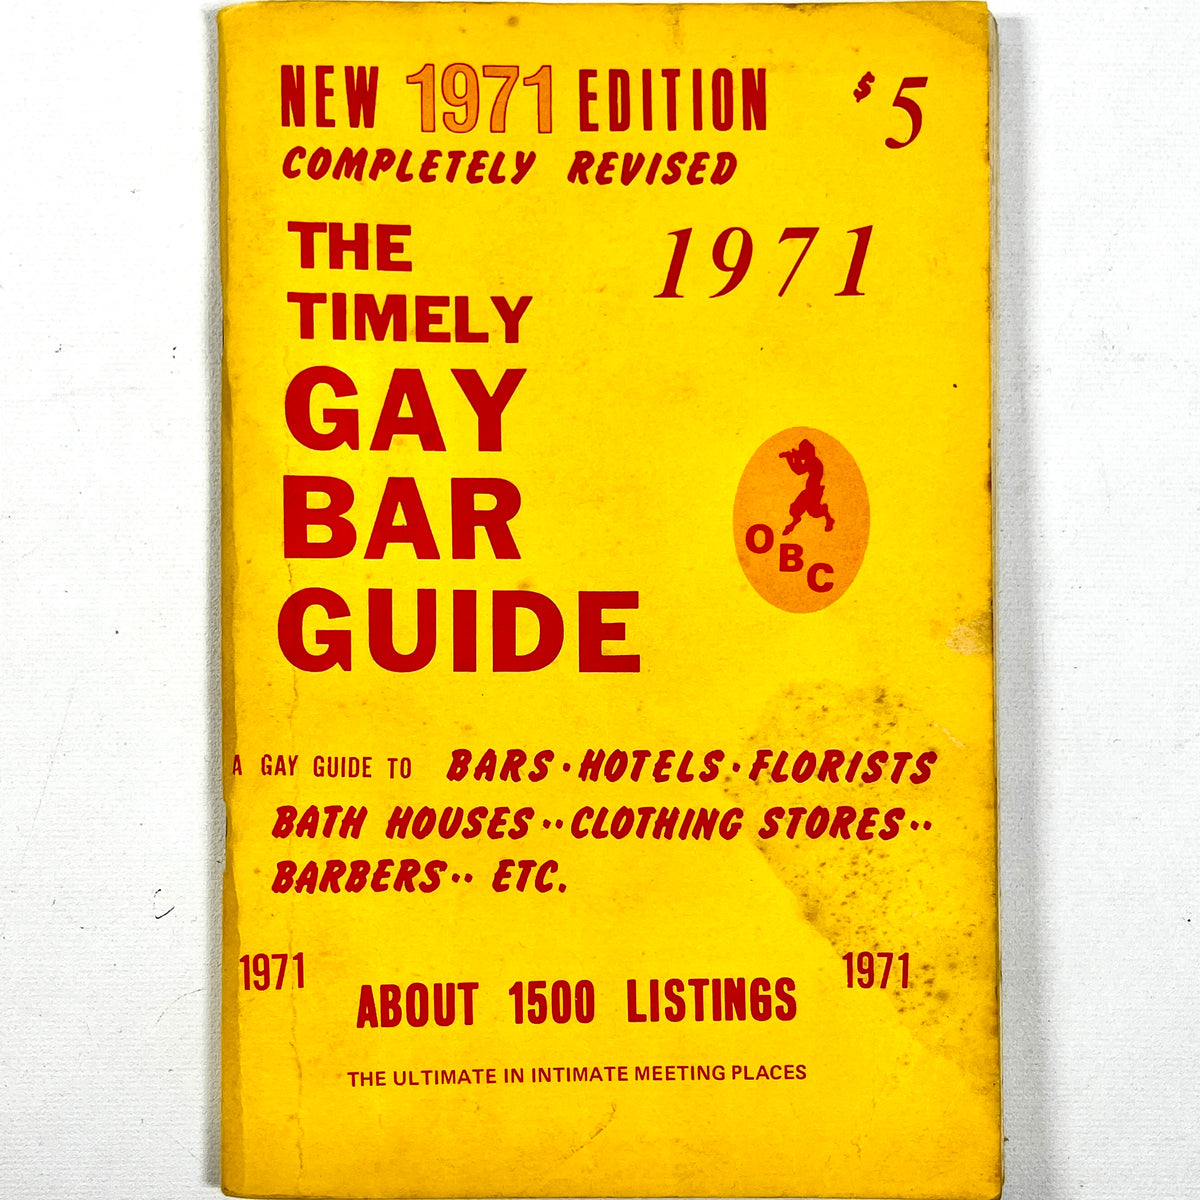 NEW 1971 EDITION $5
COMPLETELY REVISED
THE
TIMELY
1971
GAY
BAR
GUIDE
OBC
A GAY GUIDE TO BARS · HOTELS · FLORISTS
BATH HOUSES ·· CLOTHING STORES ··
BARBERS ·· ETC.
1971 1971
ABOUT 1500 LISTINGS
THE ULTIMATE IN INTIMATE MEETING PLACES